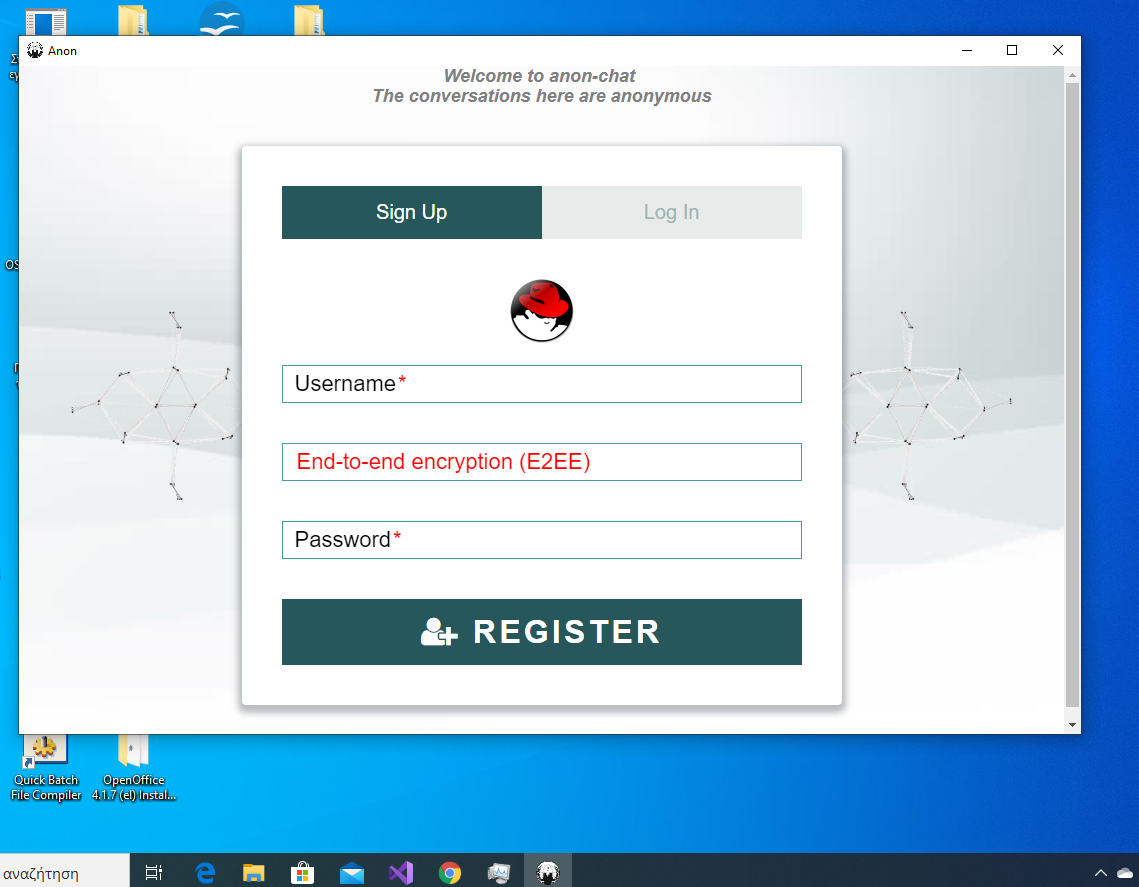 Anon
Welcome to anon-chat
The conversations here are anonymous
Sign Up
Log In
Username*
End-to-end encryption (E2EE)
Password*
REGISTER
Quick Batch
File Compiler
OpenOffice
4.1.7 (el) Instal...
αναζήτηση